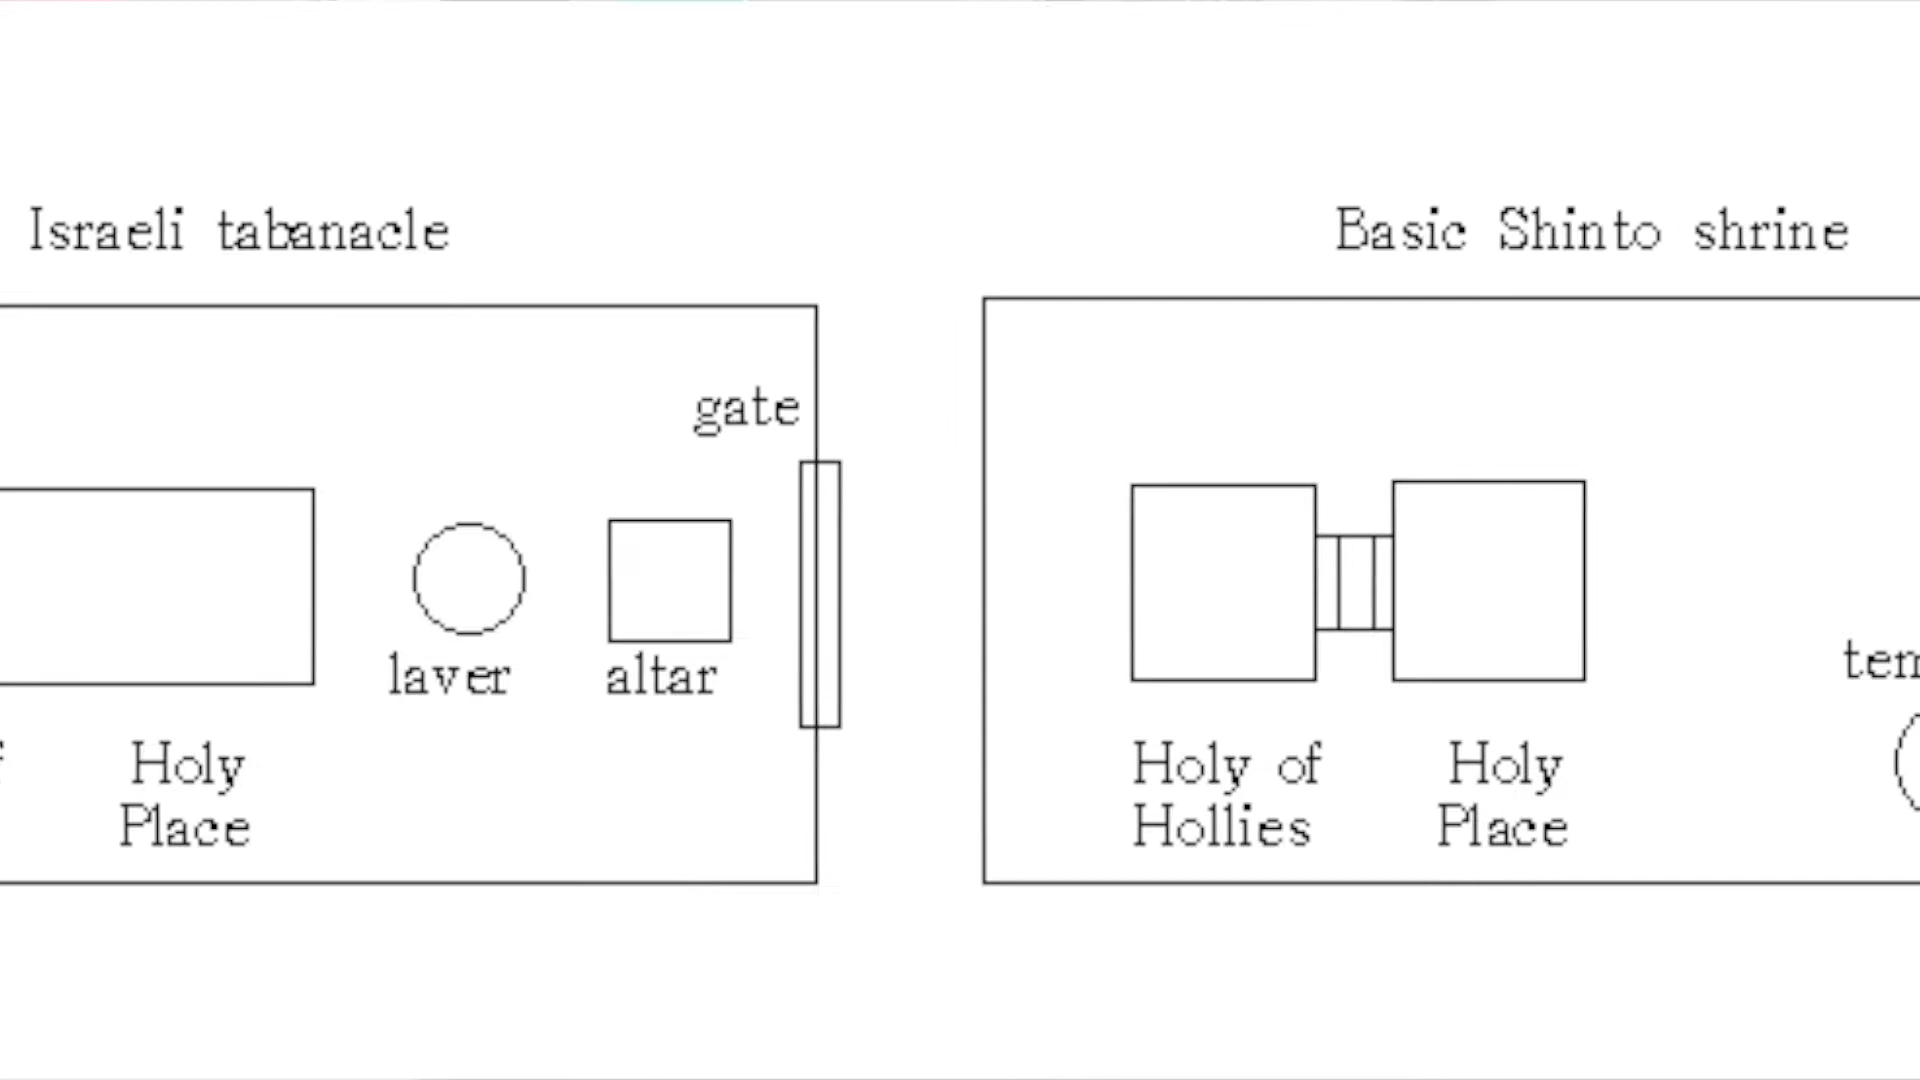 Israeli tabanacle
gate
laver
altar
Holy
Place
Basic Shinto shrine
Holy of
Hollies
Holy
Place